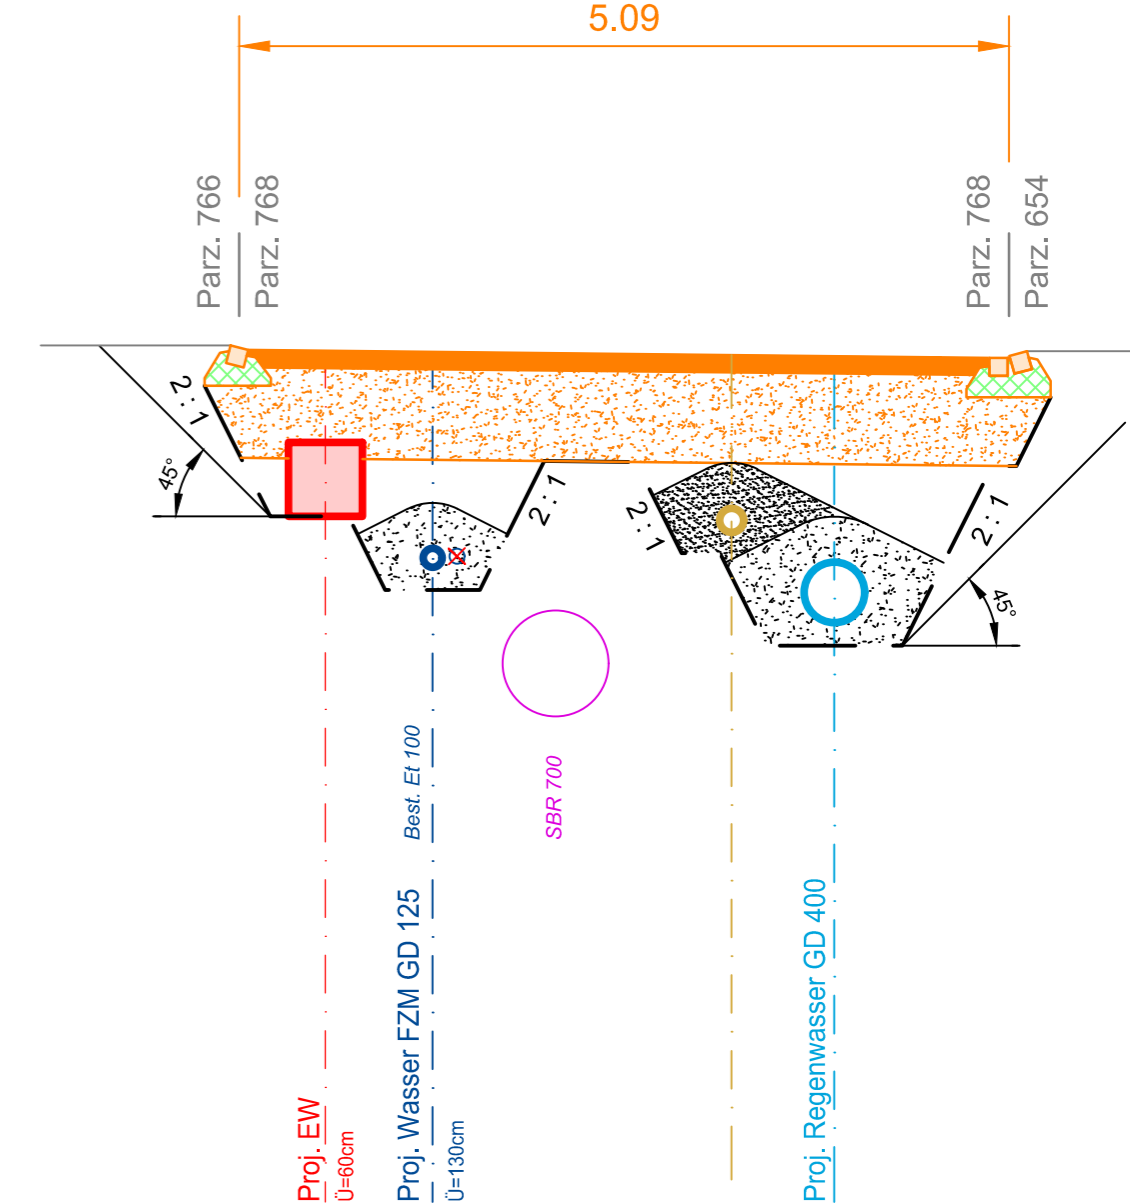 5.09
Parz. 766
Parz. 768
Parz. 768
Parz. 654
2 : 1
45°
2 : 1
2 : 1
2 : 1
45°
Best. Et 100
SBR 700
Proj. EW
Ü=60cm
Proj. Wasser FZM GD 125
Ü=130cm
Proj. Regenwasser GD 400